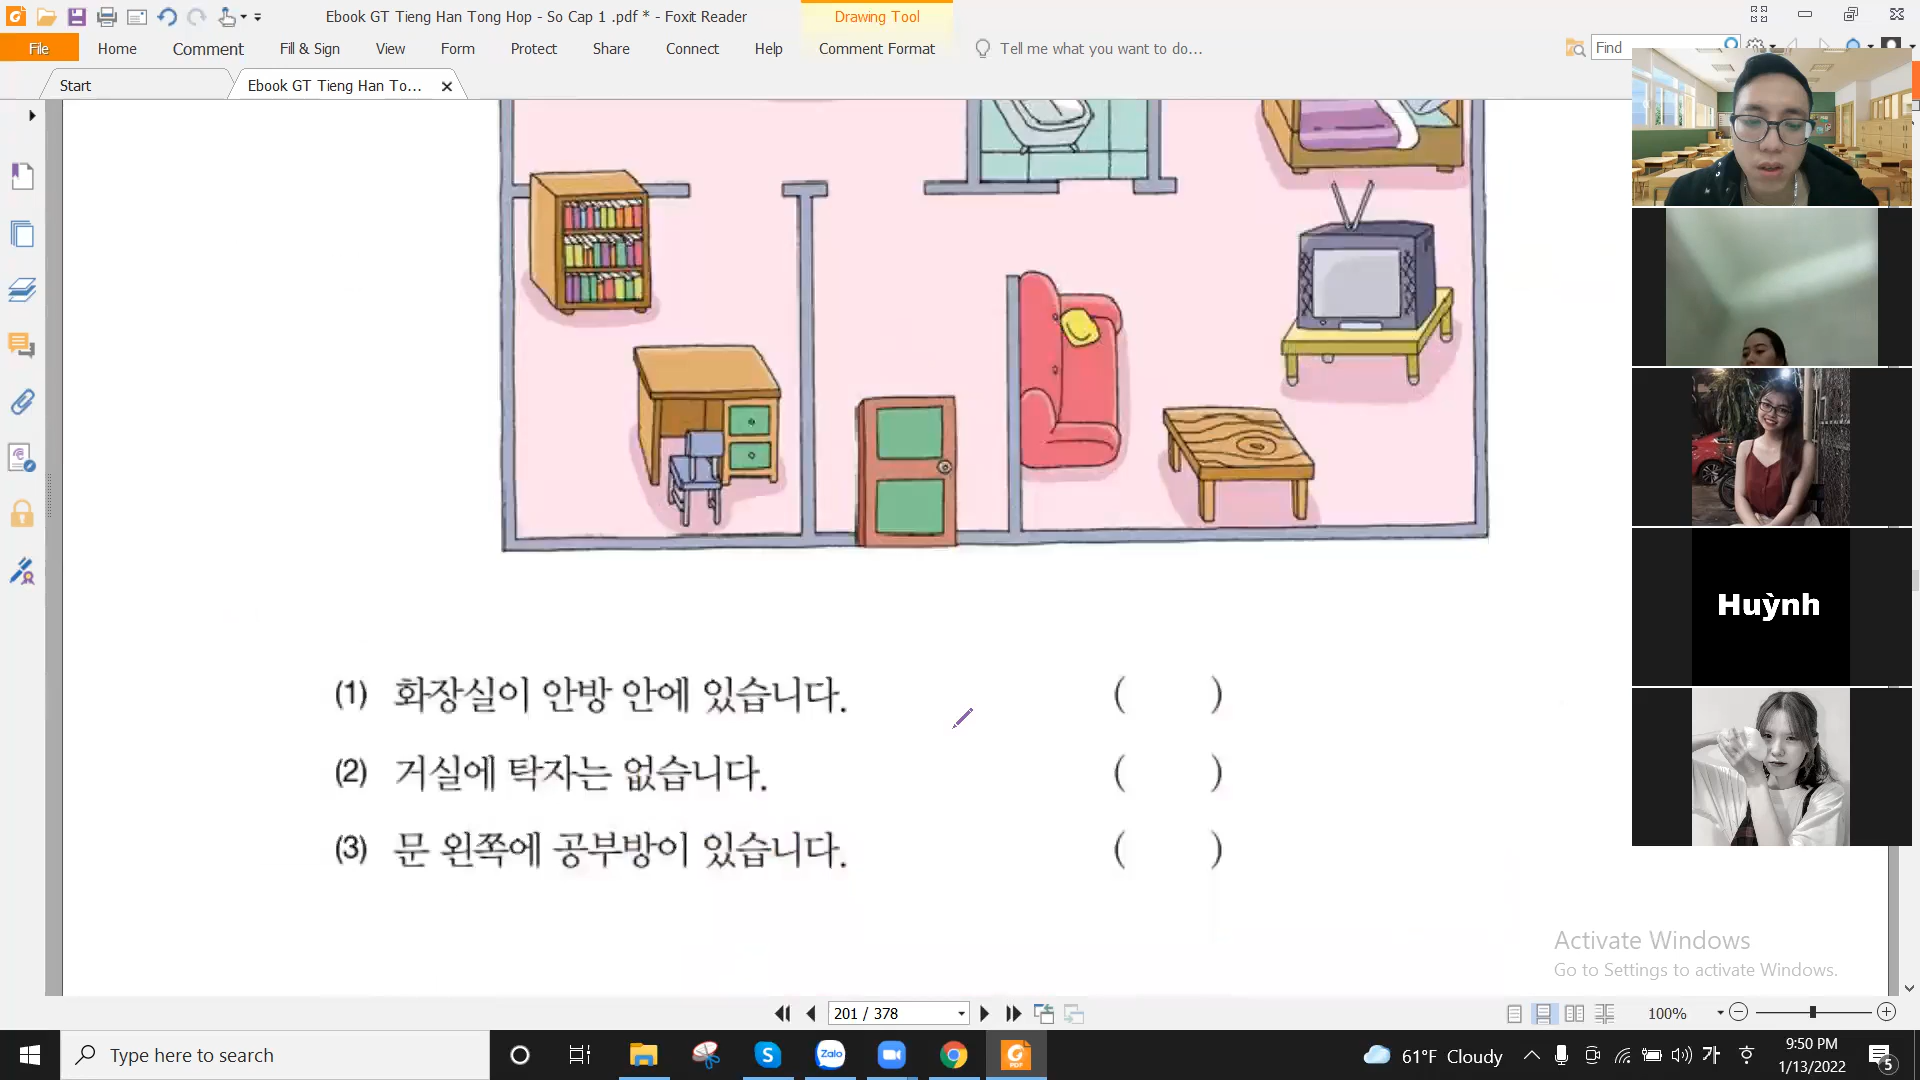 Ebook GT Tieng Han Tong Hop - So Cap 1 .pdf * - Foxit Reader
Drawing Tool
File Home Comment Fill & Sign View Form Protect Share Connect Help Comment Format Tell me what you want to do... Find
Start Ebook GT Tieng Han To...
Huỳnh
(1) 화장실이 안방 안에 있습니다. ( )
(2) 거실에 탁자는 없습니다. ( )
(3) 문 왼쪽에 공부방이 있습니다. ( )
Activate Windows
Go to Settings to activate Windows.
201 / 378
100%
Type here to search
Zalo
PDF
61°F Cloudy
가
9:50 PM
1/13/2022
5